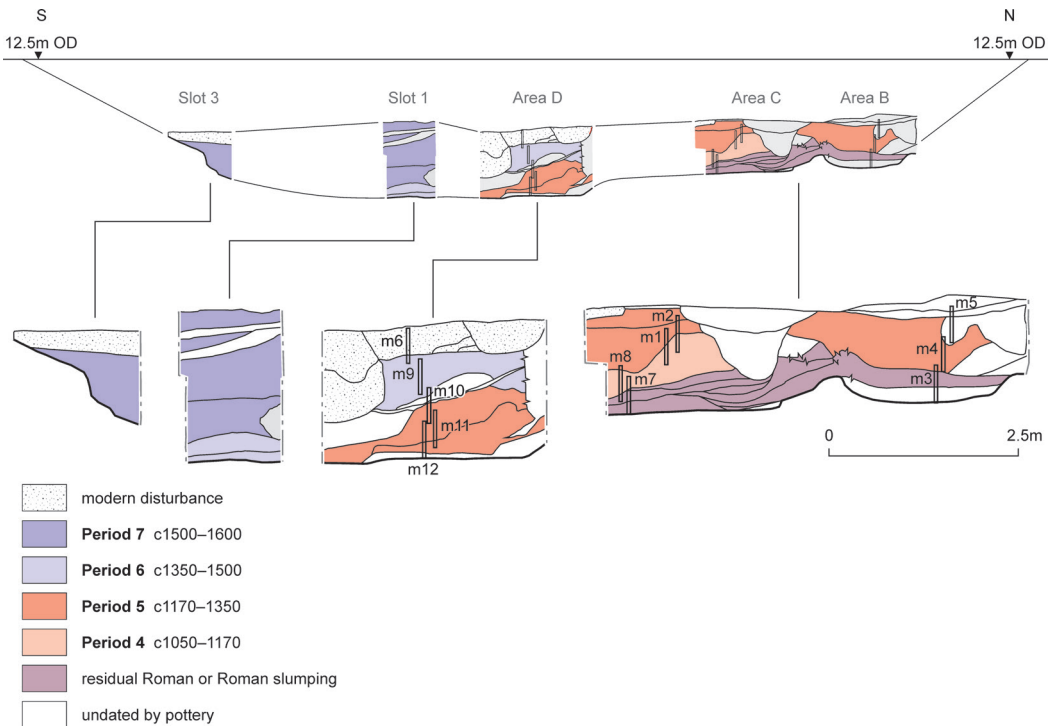 S
N
12.5m OD
12.5m OD
Slot 3
Slot 1
Area D
Area C
Area B
m6
m9
m10
m11
m12
m2
m1
m8
m7
m5
m4
m3
0
2.5m
modern disturbance
Period 7 c1500–1600
Period 6 c1350–1500
Period 5 c1170–1350
Period 4 c1050–1170
residual Roman or Roman slumping
undated by pottery